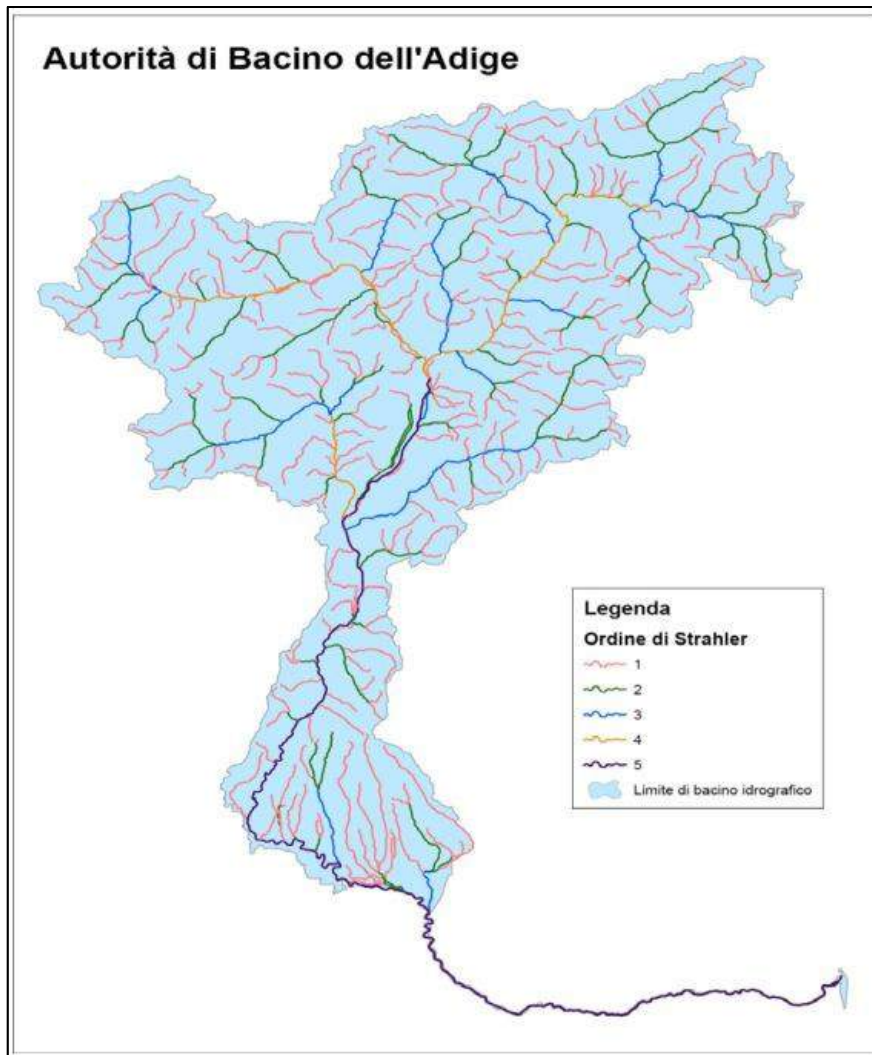 Autorità di Bacino dell'Adige
Legenda
Ordine di Strahler
1
2
3
4
5
Limite di bacino idrografico